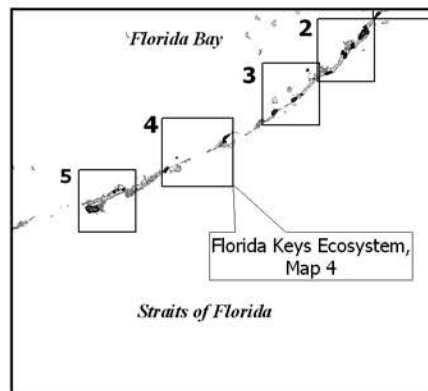 2
Florida Bay
3
4
5
Florida Keys Ecosystem,
Map 4
Straits of Florida